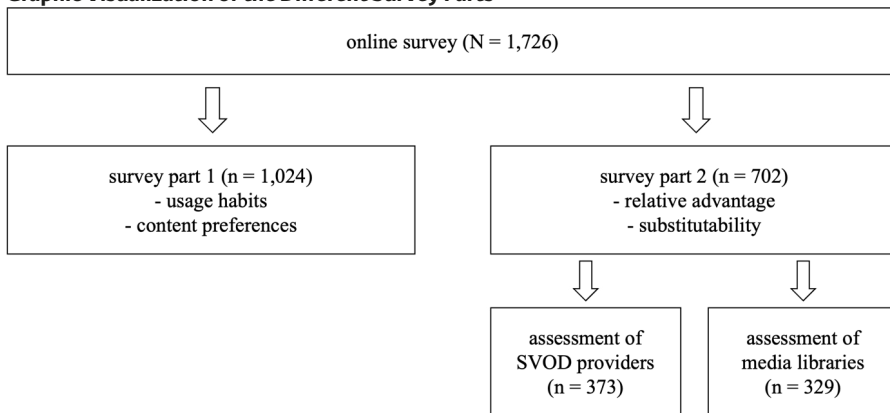 Graphic Visualization of the Different Survey Parts
online survey (N = 1,726)
survey part 1 (n = 1,024)
- usage habits
- content preferences
survey part 2 (n = 702)
- relative advantage
- substitutability
assessment of
SVOD providers
(n = 373)
assessment of
media libraries
(n = 329)